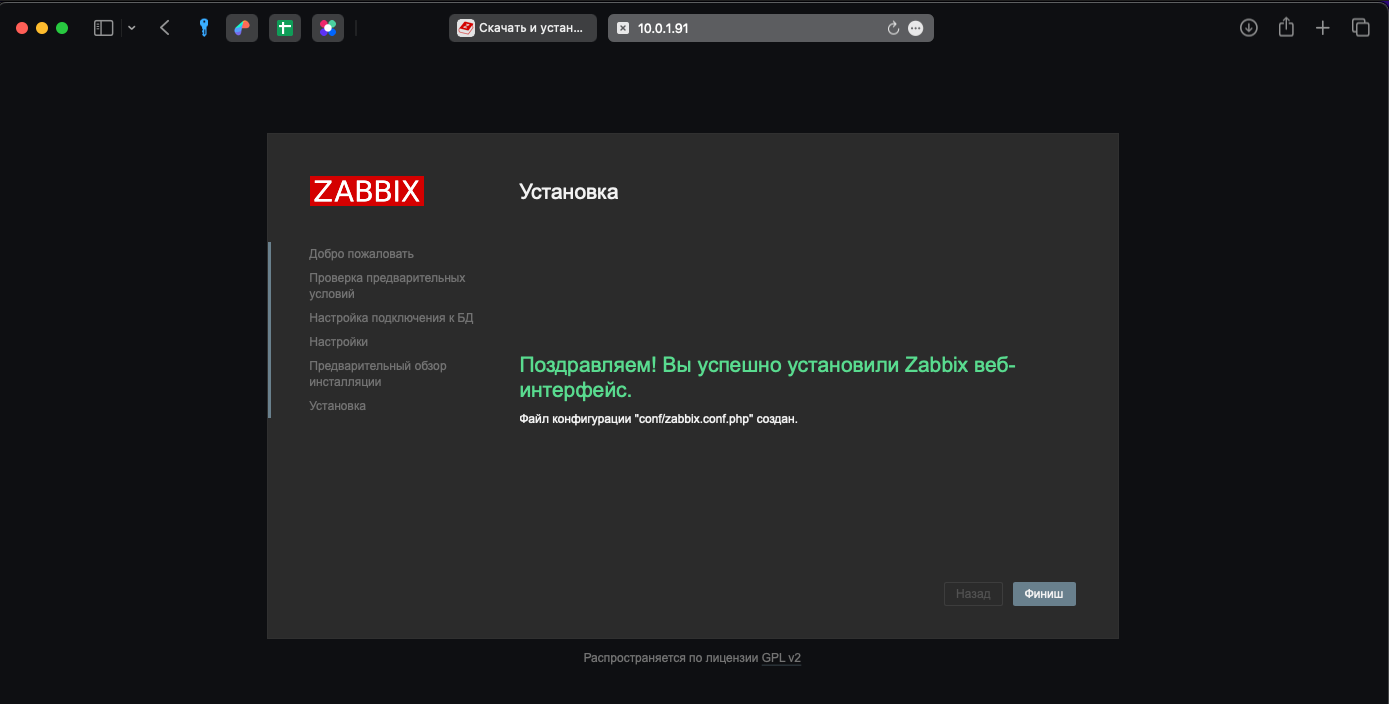 Скачать и устан...
10.0.1.91
ZABBIX
Установка
Добро пожаловать
Проверка предварительных
условий
Настройка подключения к БД
Настройки
Предварительный обзор
инсталляции
Установка
Поздравляем! Вы успешно установили Zabbix веб-
интерфейс.
Файл конфигурации "conf/zabbix.conf.php" создан.
Назад
Финиш
Распространяется по лицензии GPL v2